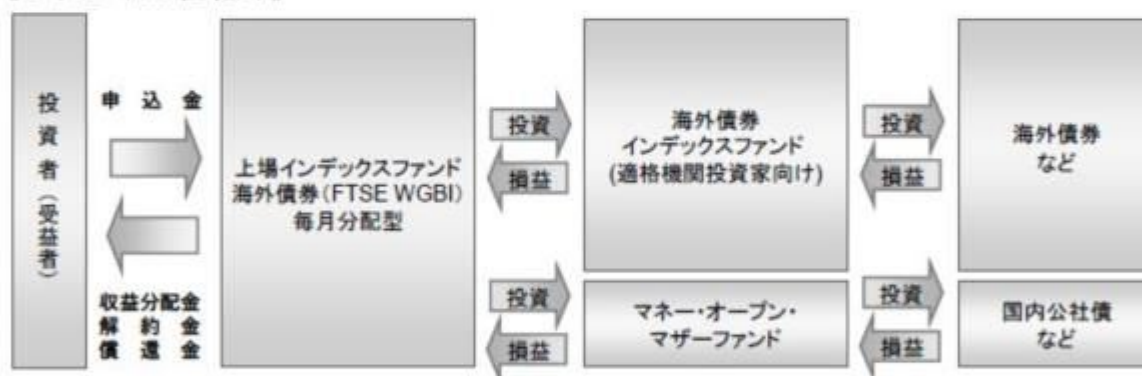 投資者(受益者)
申込金
収益分配金
解約金
償還金
上場インデックスファンド
海外債券(FTSE WGBI)
毎月分配型
投資
損益
投資
損益
海外債券
インデックスファンド
(適格機関投資家向け)
マネー・オープン・
マザーファンド
投資
損益
投資
損益
海外債券
など
国内公社債
など